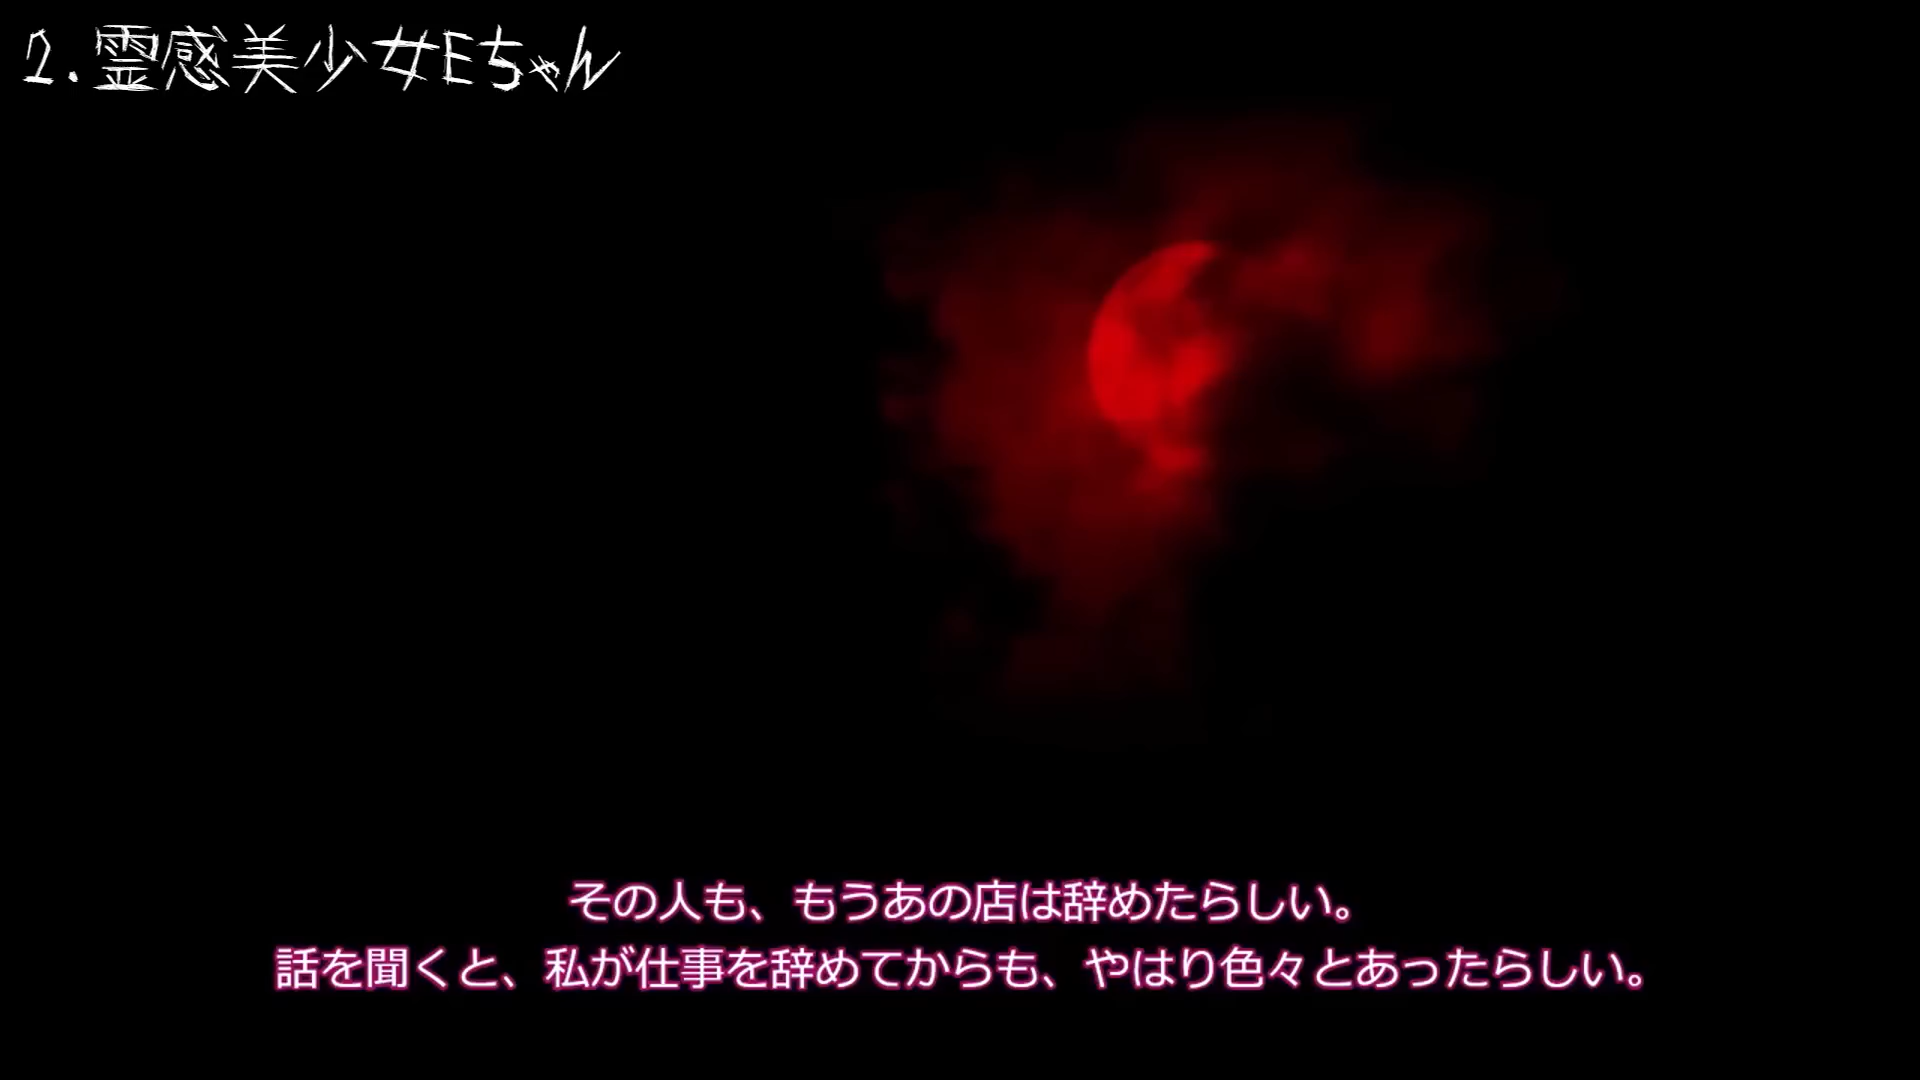 2.霊感美少女Eちゃん
その人も、もうあの店は辞めたらしい。
話を聞くと、私が仕事を辞めてからも、やはり色々とあったらしい。